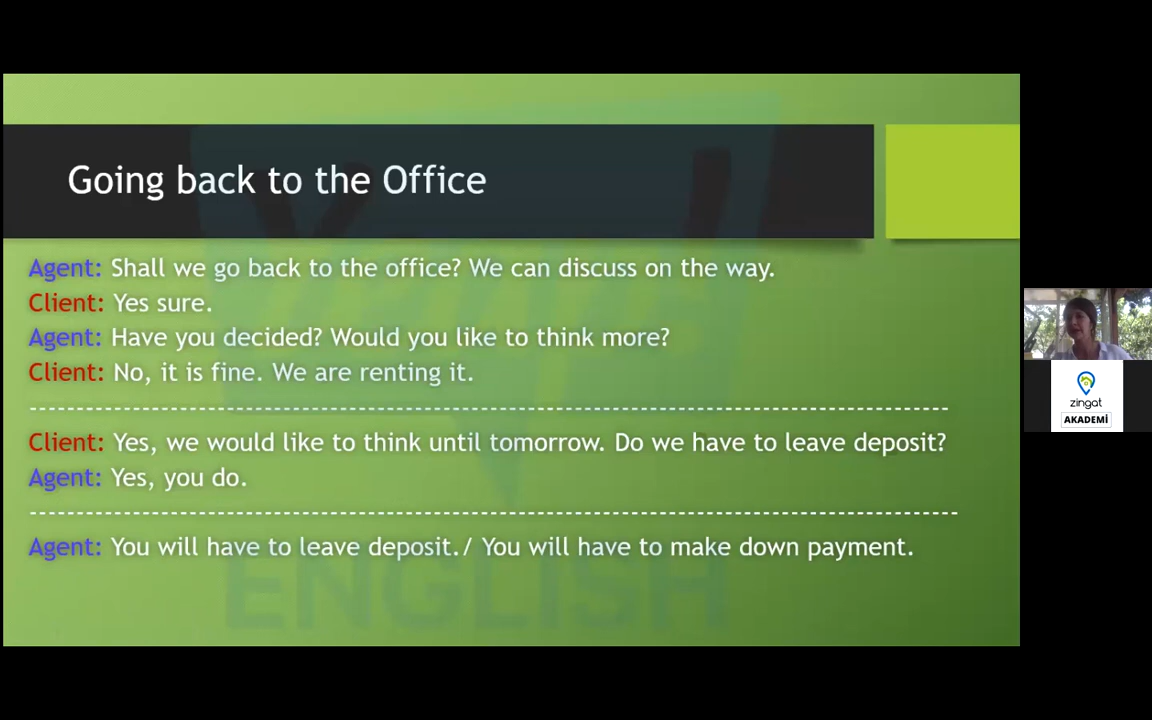 Going back to the Office
Agent: Shall we go back to the office? We can discuss on the way.
Client: Yes sure.
Agent: Have you decided? Would you like to think more?
Client: No, it is fine. We are renting it.
--------------------------------------------------------------------------------------------
Client: Yes, we would like to think until tomorrow. Do we have to leave deposit?
Agent: Yes, you do.
---------------------------------------------------------------------------------------------
Agent: You will have to leave deposit./ You will have to make down payment.
ENGLISH
zingat
AKADEMİ